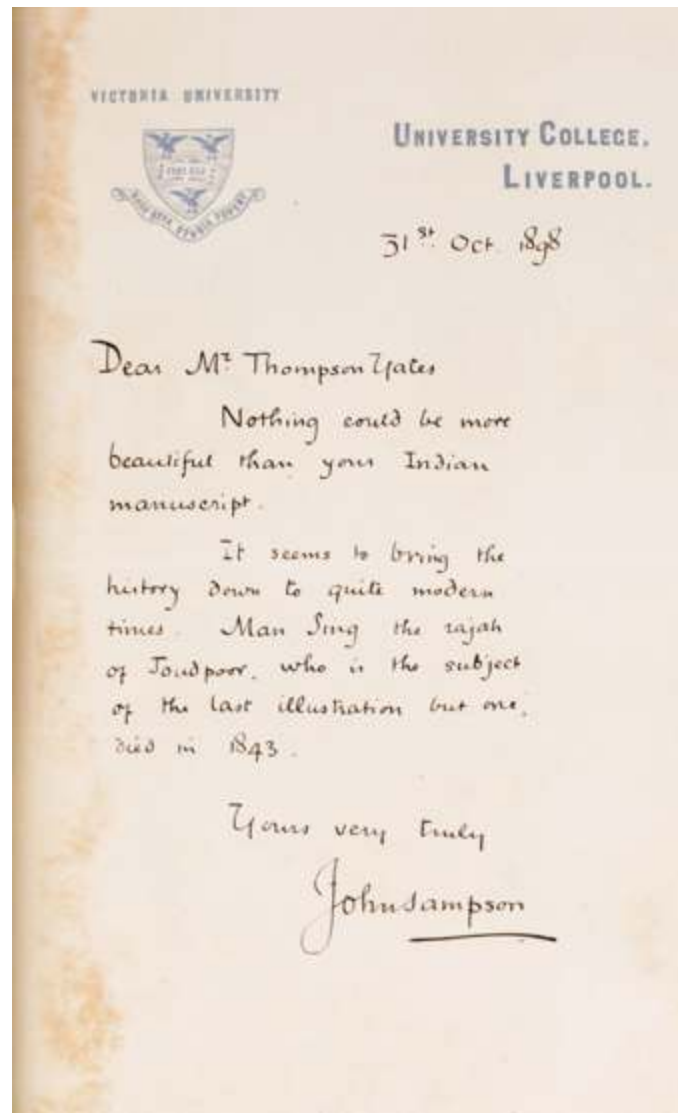 VICTORIA UNIVERSITY
UNIVERSITY COLLEGE,
LIVERPOOL.
31st Oct. 1898
Dear Mr Thompson Yates
Nothing could be more
beautiful than your Indian
manuscript.
It seems to bring the
history down to quite modern
times. Man Sing the rajah
of Joudpoor, who is the subject
of the last illustration but one,
died in 1843.
Yours very truly
John Sampson